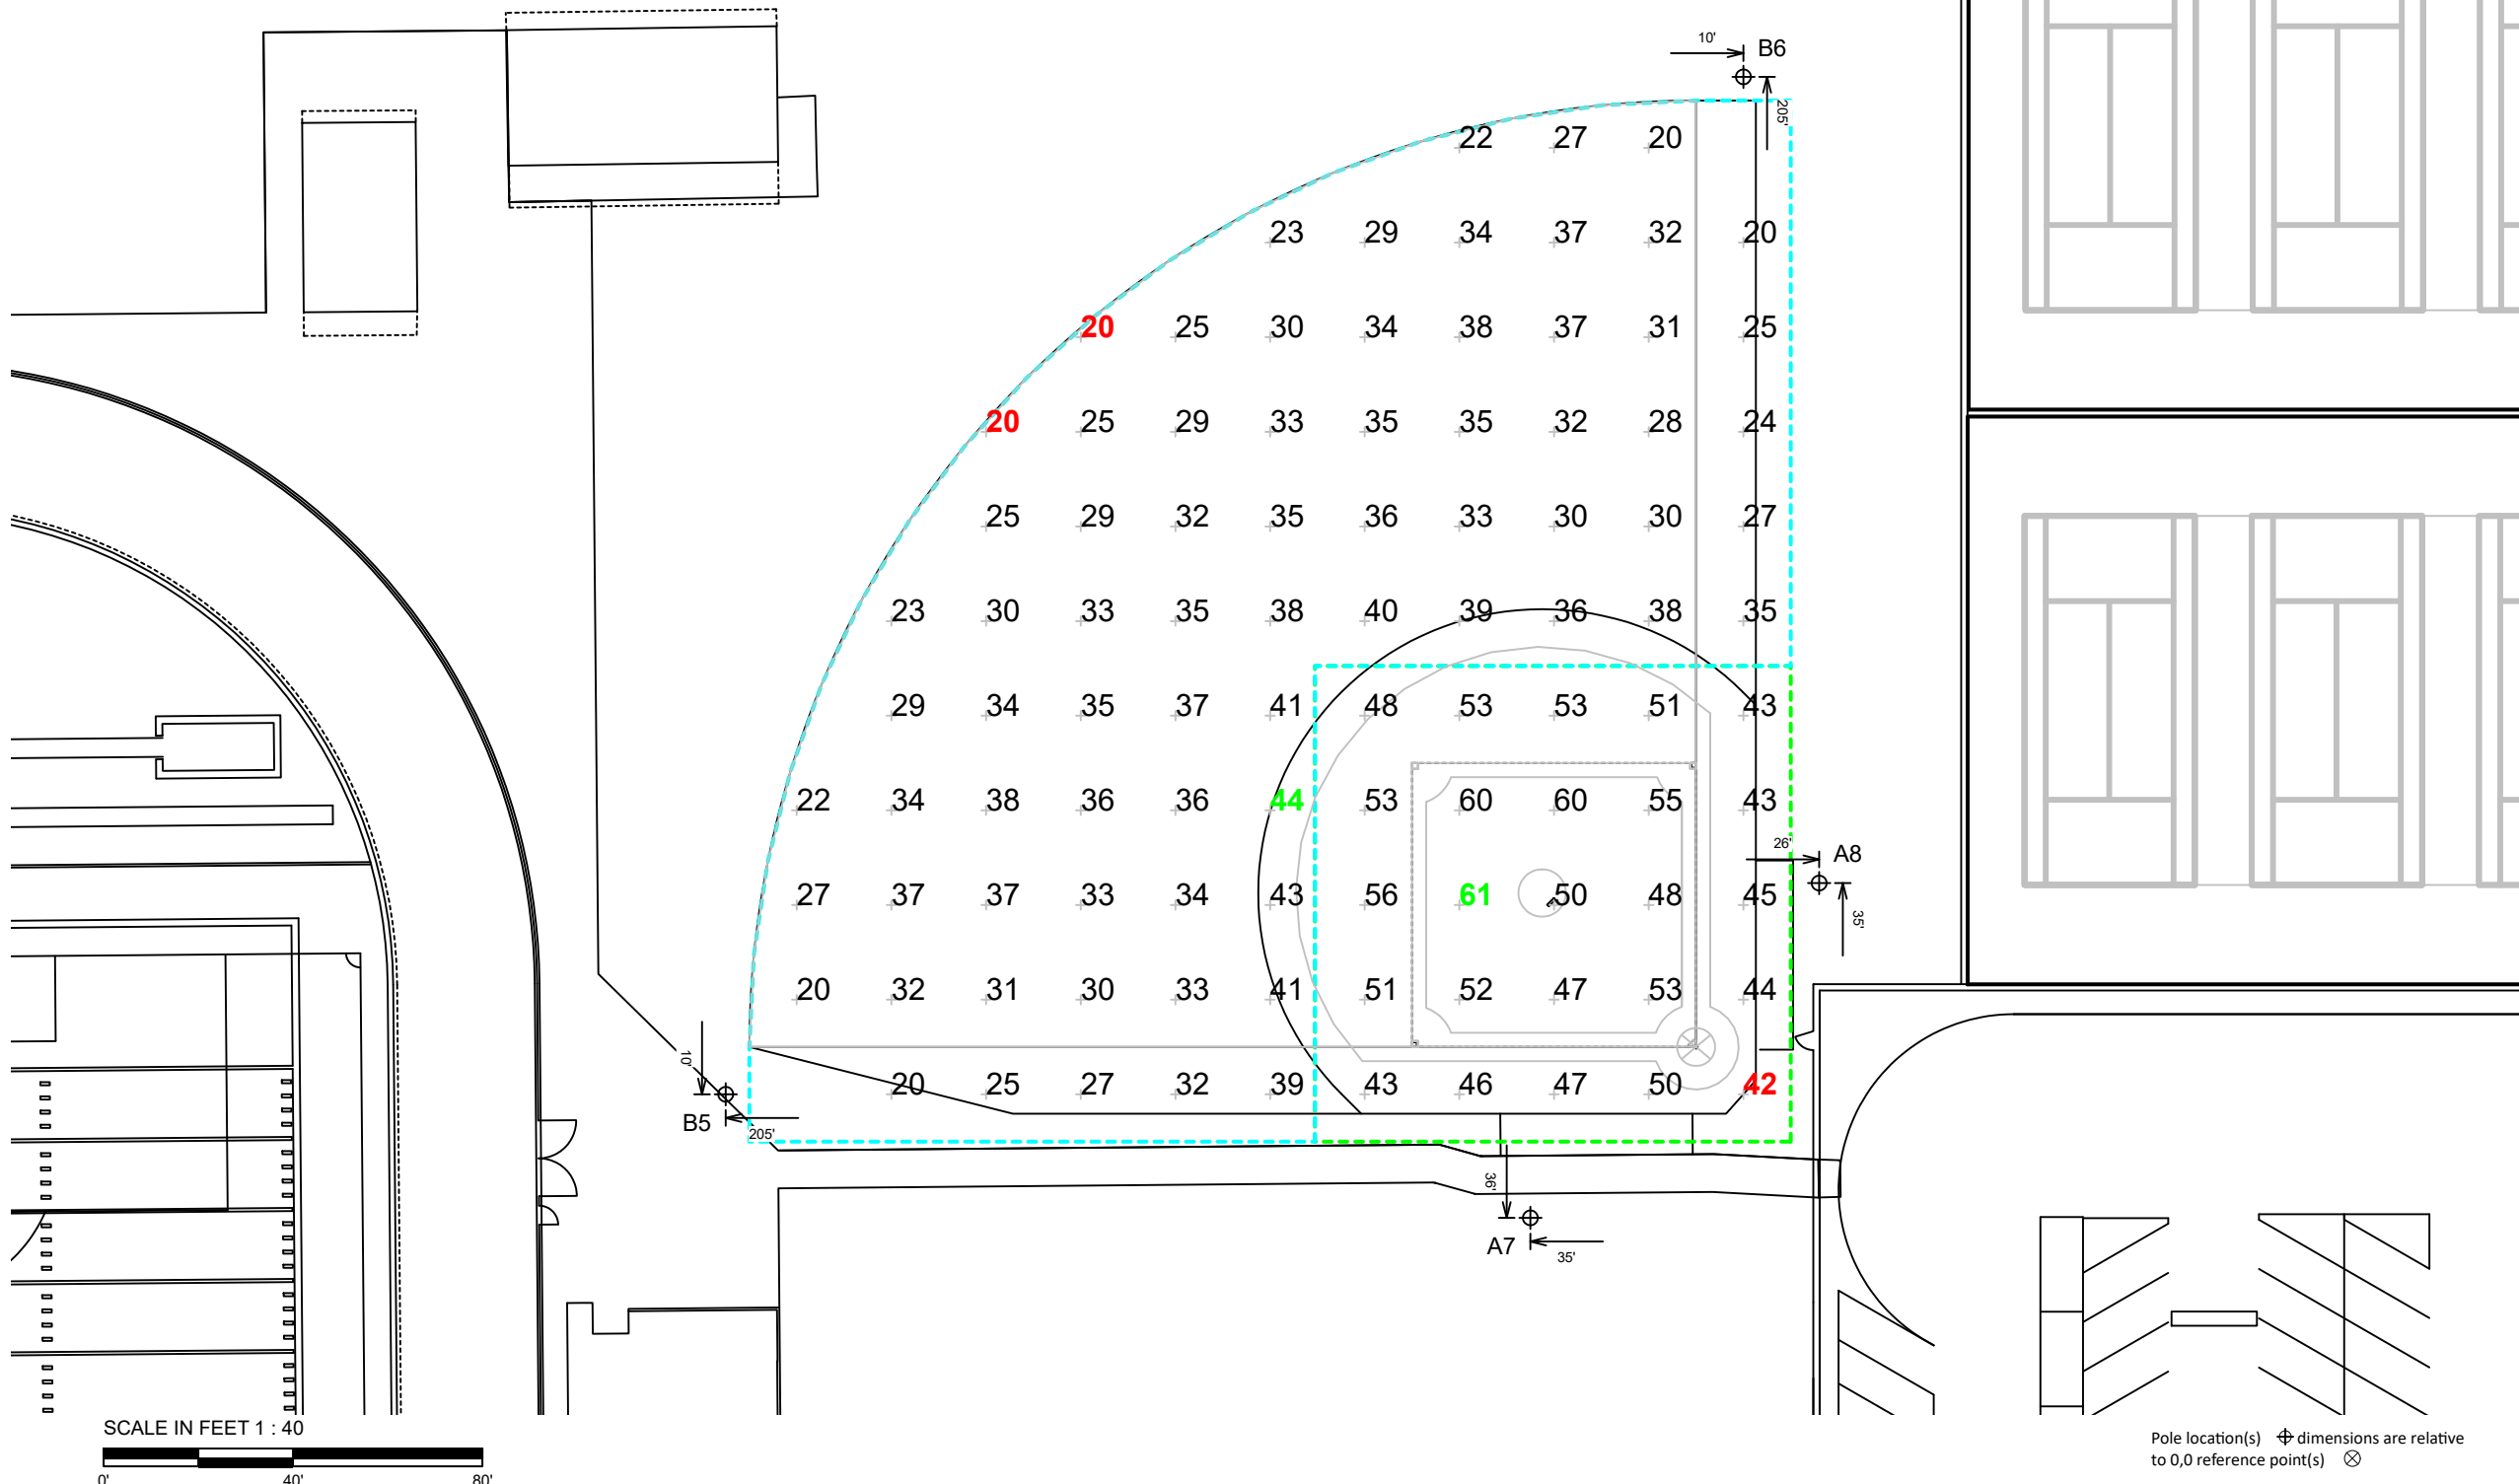 10' B6
205'
22 27 20
23 29 34 37 32 20
20 25 30 34 38 37 31 25
20 25 29 33 35 35 32 28 24
25 29 32 35 36 33 30 30 27
23 30 33 35 38 40 39 36 38 35
29 34 35 37 41 48 53 53 51 43
22 34 38 36 36 44 53 60 60 55 43
26' A8
27 37 37 33 34 43 56 61 50 48 45
35'
20 32 31 30 33 41 51 52 47 53 44
10'
20 25 27 32 39 43 46 47 50 42
B5
205'
36'
A7 35'
SCALE IN FEET 1 : 40
0' 40' 80'
Pole location(s) dimensions are relative
to 0,0 reference point(s)